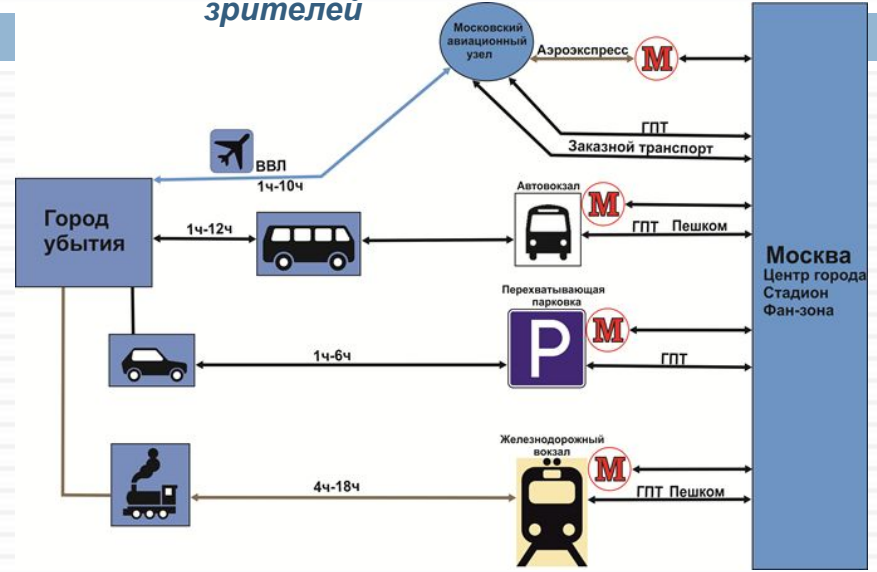 зрителей
Московский
авиационный
узел
Аэроэкспресс
М
ГПТ
Заказной транспорт
ВВЛ
1ч-10ч
Город
убытия
1ч-12ч
Автовокзал
М
ГПТ Пешком
Москва
Центр города
Стадион
Фан-зона
Перехватывающая
парковка
P
М
1ч-6ч
ГПТ
Железнодорожный
вокзал
М
4ч-18ч
ГПТ Пешком